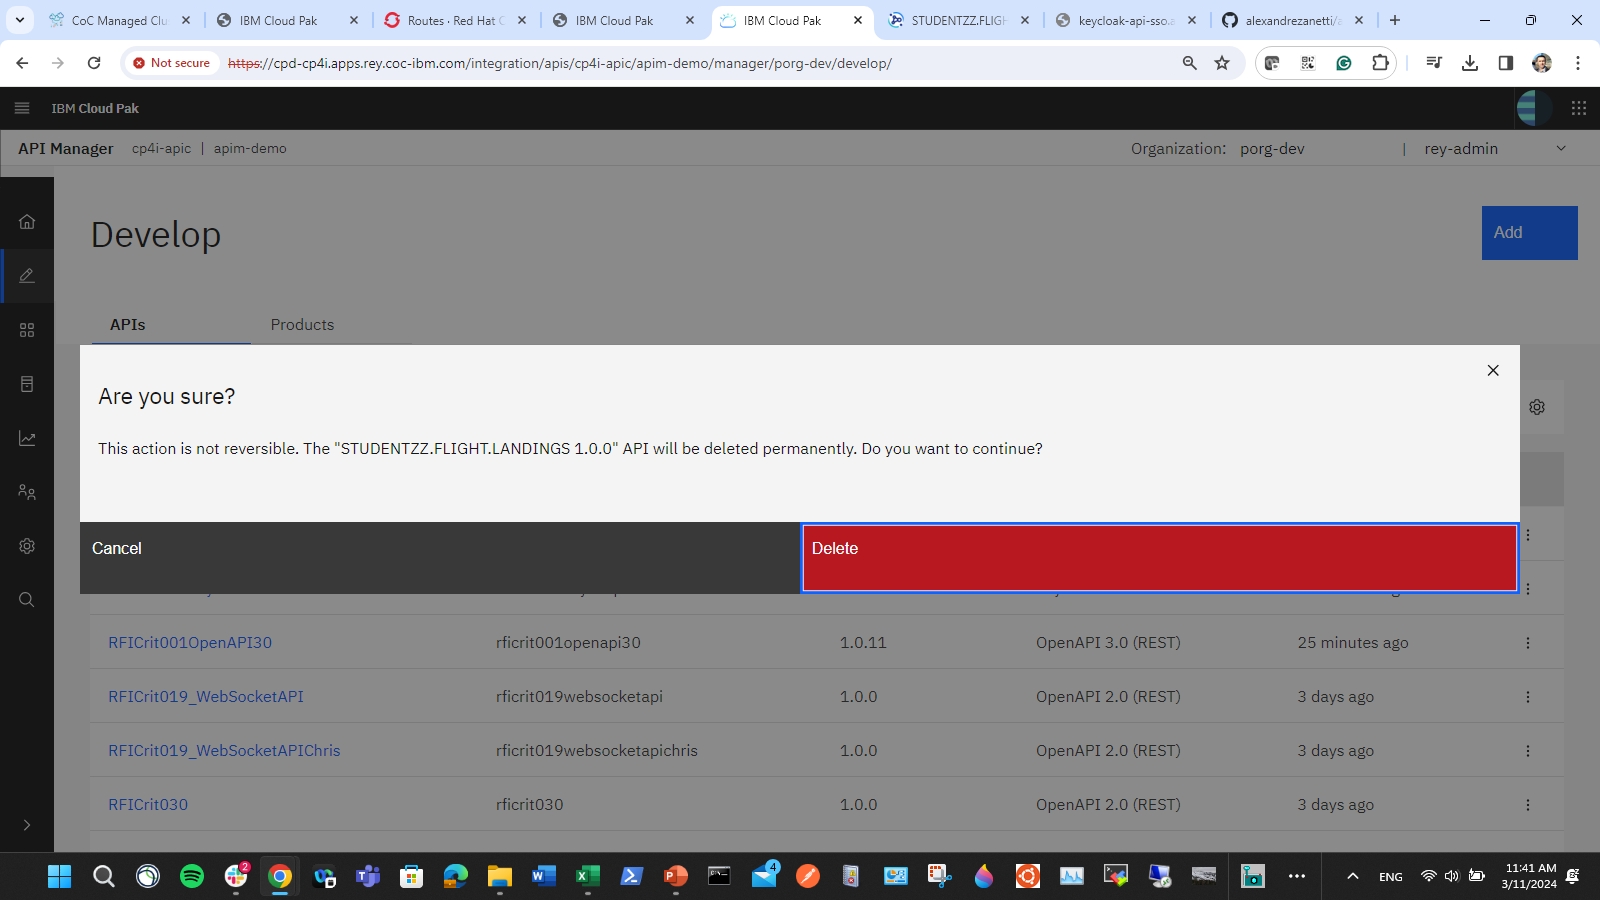 CoC Managed Clu
IBM Cloud Pak
Routes · Red Hat
IBM Cloud Pak
IBM Cloud Pak
STUDENTZZ.FLIGH
keycloak-api-sso.
alexandrezanetti/
Not secure
https://cpd-cp4i.apps.rey.coc-ibm.com/integration/apis/cp4i-apic/apim-demo/manager/porg-dev/develop/
IBM Cloud Pak
API Manager cp4i-apic | apim-demo
Organization: porg-dev | rey-admin
Develop
Add
APIs Products
Are you sure?
This action is not reversible. The "STUDENTZZ.FLIGHT.LANDINGS 1.0.0" API will be deleted permanently. Do you want to continue?
Cancel
Delete
RFICrit001OpenAPI30 rficrit001openapi30 1.0.11 OpenAPI 3.0 (REST) 25 minutes ago
RFICrit019_WebSocketAPI rficrit019websocketapi 1.0.0 OpenAPI 2.0 (REST) 3 days ago
RFICrit019_WebSocketAPIChris rficrit019websocketapichris 1.0.0 OpenAPI 2.0 (REST) 3 days ago
RFICrit030 rficrit030 1.0.0 OpenAPI 2.0 (REST) 3 days ago
2
4
ENG
11:41 AM
3/11/2024